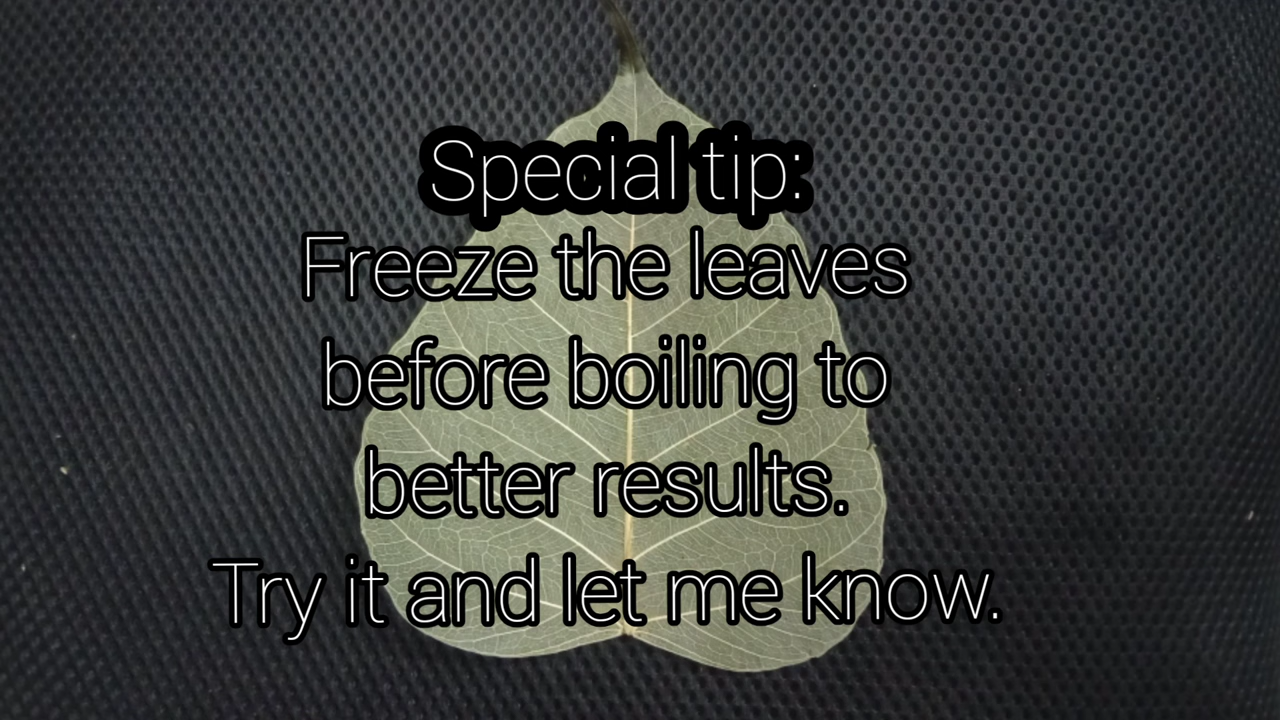 Special tip:
Freeze the leaves
before boiling to
better results.
Try it and let me know.